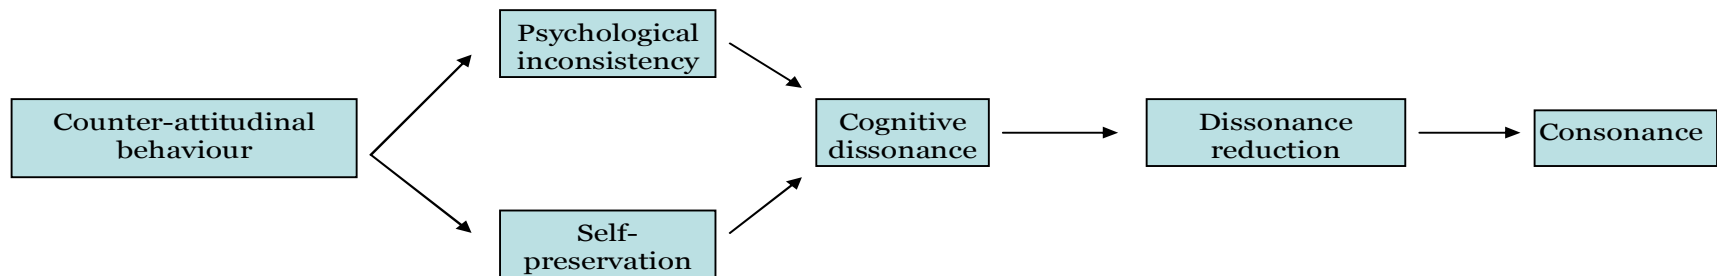 Psychological
inconsistency
Counter-attitudinal
behaviour
Cognitive
dissonance
Dissonance
reduction
Consonance
Self-
preservation